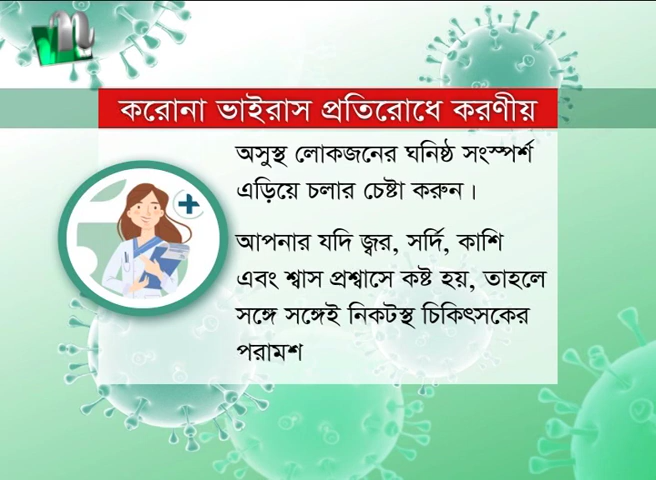 করোনা ভাইরাস প্রতিরোধে করণীয়
অসুস্থ লোকজনের ঘনিষ্ঠ সংস্পর্শ
এড়িয়ে চলার চেষ্টা করুন।
আপনার যদি জ্বর, সর্দি, কাশি
এবং শ্বাস প্রশ্বাসে কষ্ট হয়, তাহলে
সঙ্গে সঙ্গেই নিকটস্থ চিকিৎসকের
পরামশ